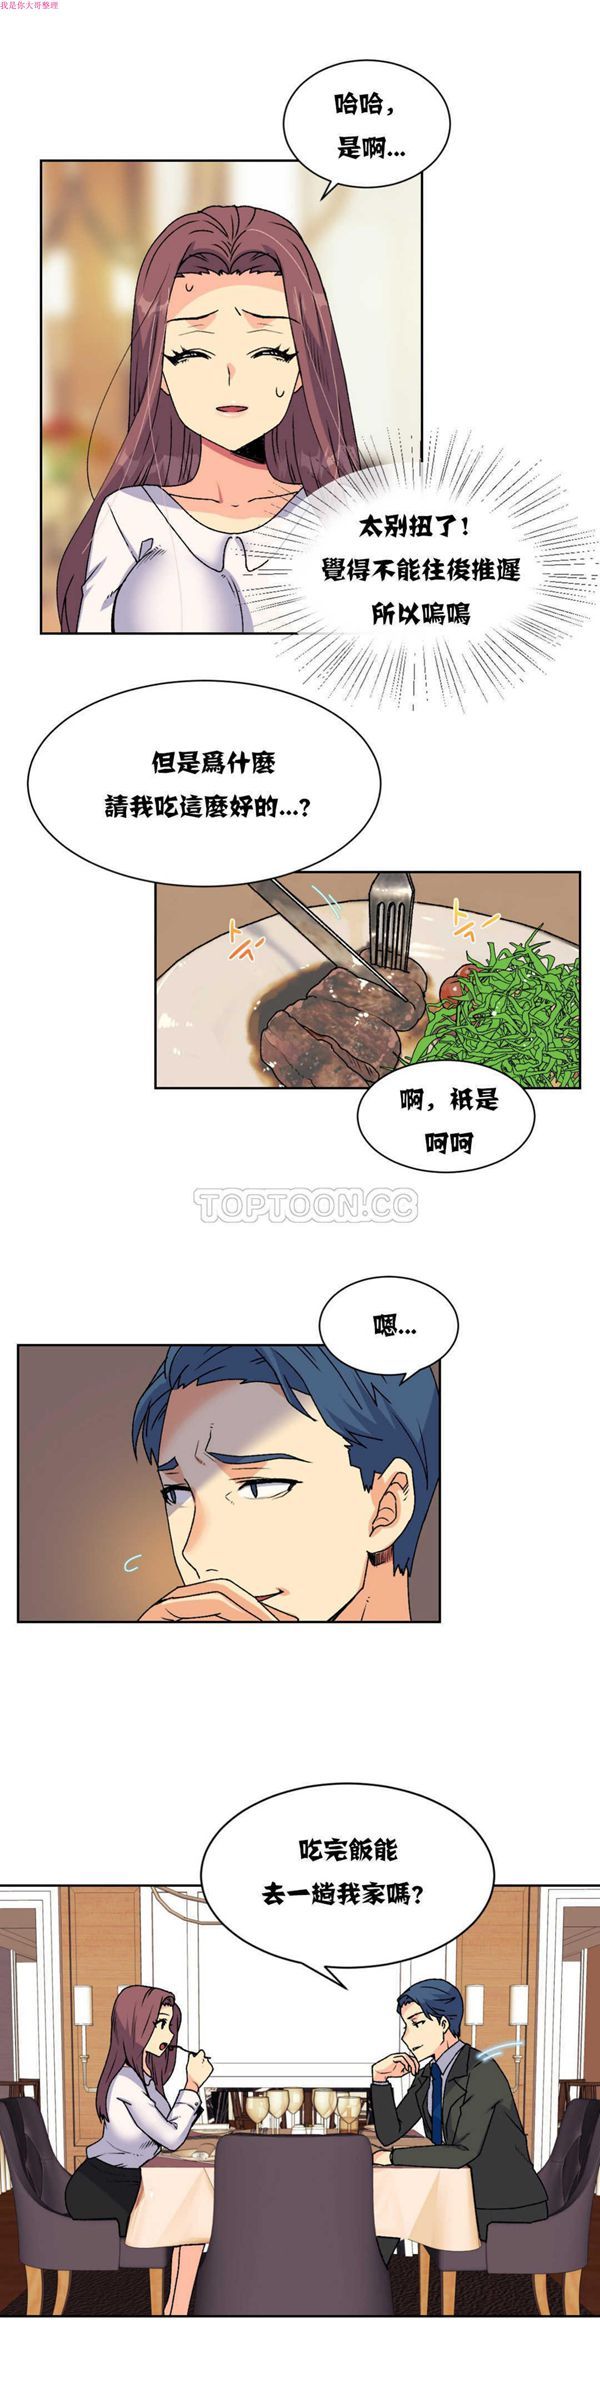 我是你大哥整理
哈哈，
是啊...
太别扭了！
覺得不能往後推遲
所以嗚嗚
但是爲什麼
請我吃這麼好的...？
啊，衹是
呵呵
TOPTOON.CC
嗯...
吃完飯能
去一趟我家嗎？